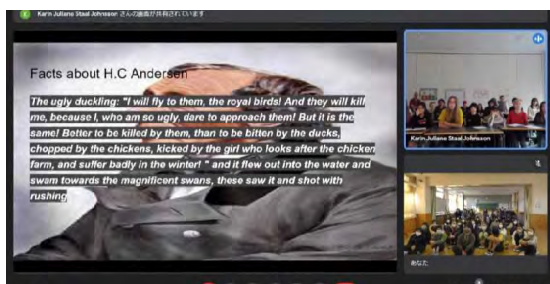 K Karin Juliane Staal Johnsson さんの画面が共有されています
Facts about H.C Andersen
The ugly duckling: "I will fly to them, the royal birds! And they will kill
me, because I, who am so ugly, dare to approach them! But it is the
same! Better to be killed by them, than to be bitten by the ducks,
chopped by the chickens, kicked by the girl who looks after the chicken
farm, and suffer badly in the winter! " and it flew out into the water and
swam towards the magnificent swans, these saw it and shot with
rushing
Karin Juliane Staal Johnsson
あなた